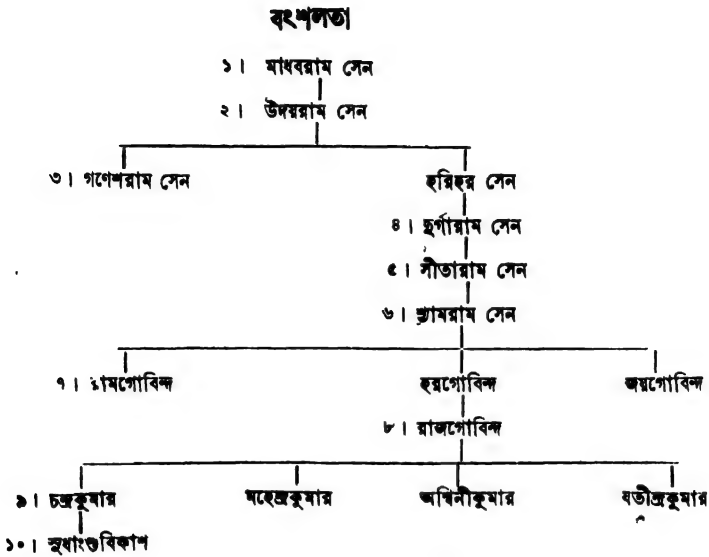 বংশলতা
১। মাধবরাম সেন
২। উদয়রাম সেন
৩। গণেশরাম সেন হরিহর সেন
৪। দুর্গারাম সেন
৫। সীতারাম সেন
৬। শ্যামরাম সেন
৭। রামগোবিন্দ হরগোবিন্দ জয়গোবিন্দ
৮। রাজগোবিন্দ
৯। চন্দ্রকুমার মহেন্দ্রকুমার অশ্বিনীকুমার যতীন্দ্রকুমার
১০। সুধাংশুবিকাশ